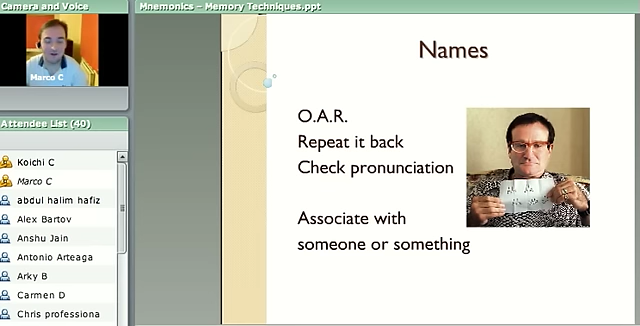 Camera and Voice
Marco C
Attendee List (40)
Koichi C
Marco C
abdul halim hafiz
Alex Bartov
Anshu Jain
Antonio Arteaga
Arky B
Carmen D
Chris professiona
Mnemonics – Memory Techniques.ppt
Names
O.A.R.
Repeat it back
Check pronunciation
Associate with
someone or something